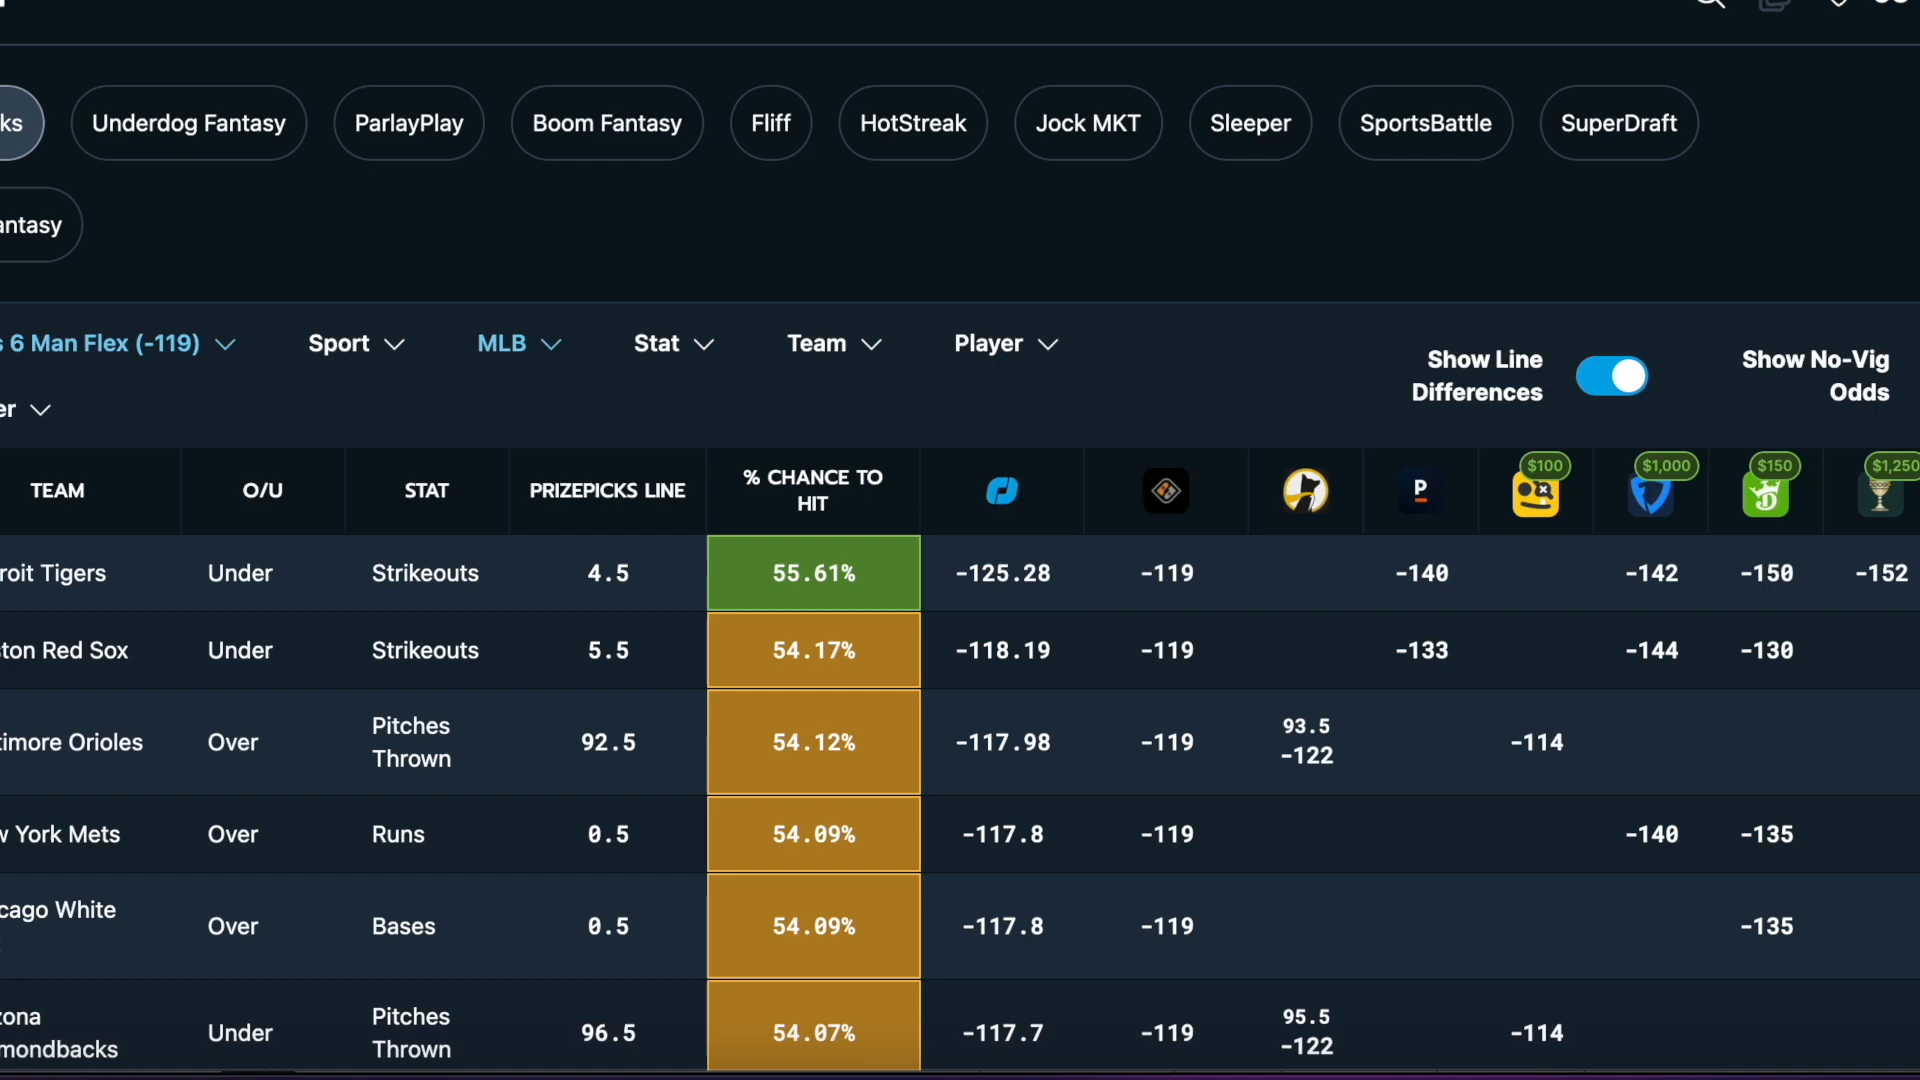 ks Underdog Fantasy ParlayPlay Boom Fantasy Fliff HotStreak Jock MKT Sleeper SportsBattle SuperDraft
antasy
s 6 Man Flex (-119) Sport MLB Stat Team Player
Show Line Differences
Show No-Vig Odds
er
TEAM O/U STAT PRIZEPICKS LINE % CHANCE TO HIT P $100 $1,000 $150 $1,250
roit Tigers Under Strikeouts 4.5 55.61% -125.28 -119 -140 -142 -150 -152
ton Red Sox Under Strikeouts 5.5 54.17% -118.19 -119 -133 -144 -130
timore Orioles Over Pitches Thrown 92.5 54.12% -117.98 -119 93.5 -122 -114
w York Mets Over Runs 0.5 54.09% -117.8 -119 -140 -135
cago White Over Bases 0.5 54.09% -117.8 -119 -135
zona mondbacks Under Pitches Thrown 96.5 54.07% -117.7 -119 95.5 -122 -114